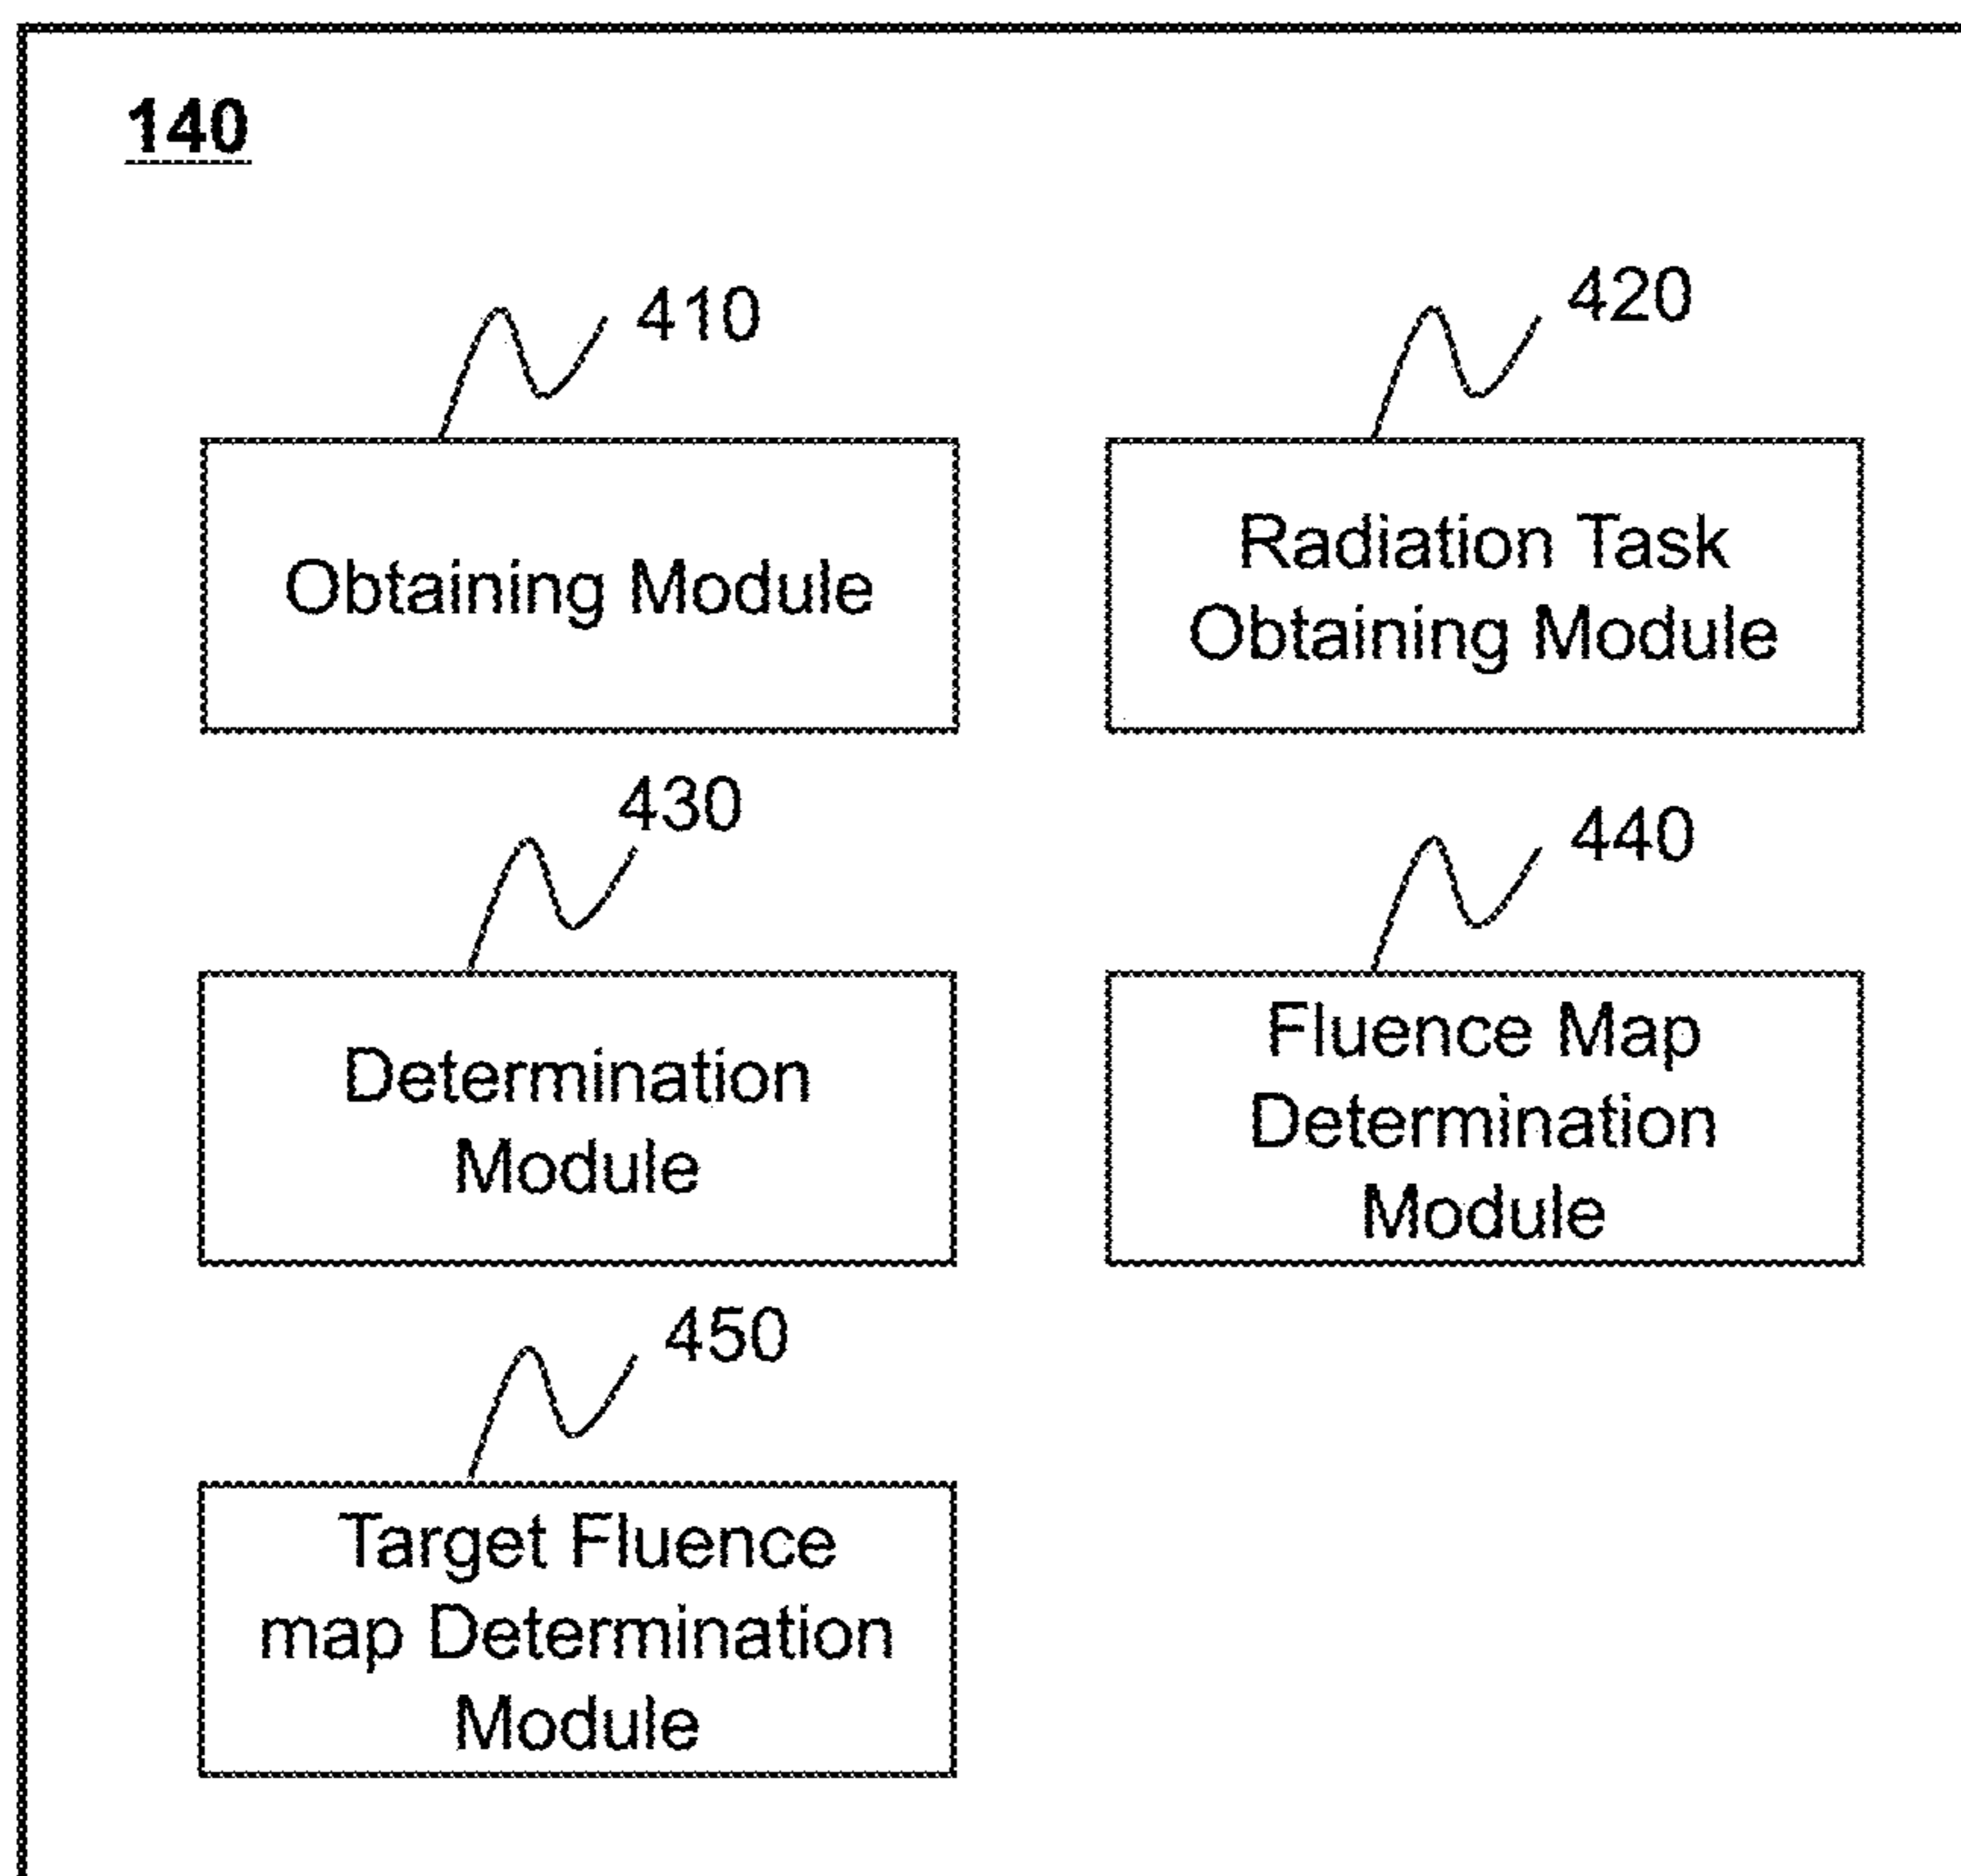 140
410
Obtaining Module
420
Radiation Task
Obtaining Module
430
Determination
Module
440
Fluence Map
Determination
Module
450
Target Fluence
map Determination
Module